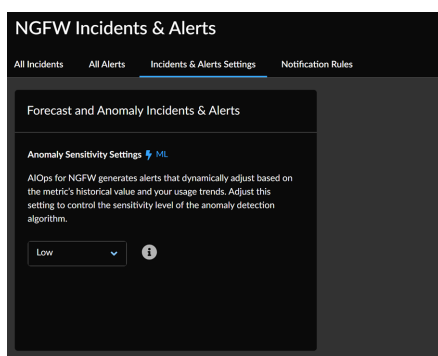 NGFW Incidents & Alerts
All Incidents All Alerts Incidents & Alerts Settings Notification Rules
Forecast and Anomaly Incidents & Alerts
Anomaly Sensitivity Settings ML
AIOps for NGFW generates alerts that dynamically adjust based on
the metric's historical value and your usage trends. Adjust this
setting to control the sensitivity level of the anomaly detection
algorithm.
Low